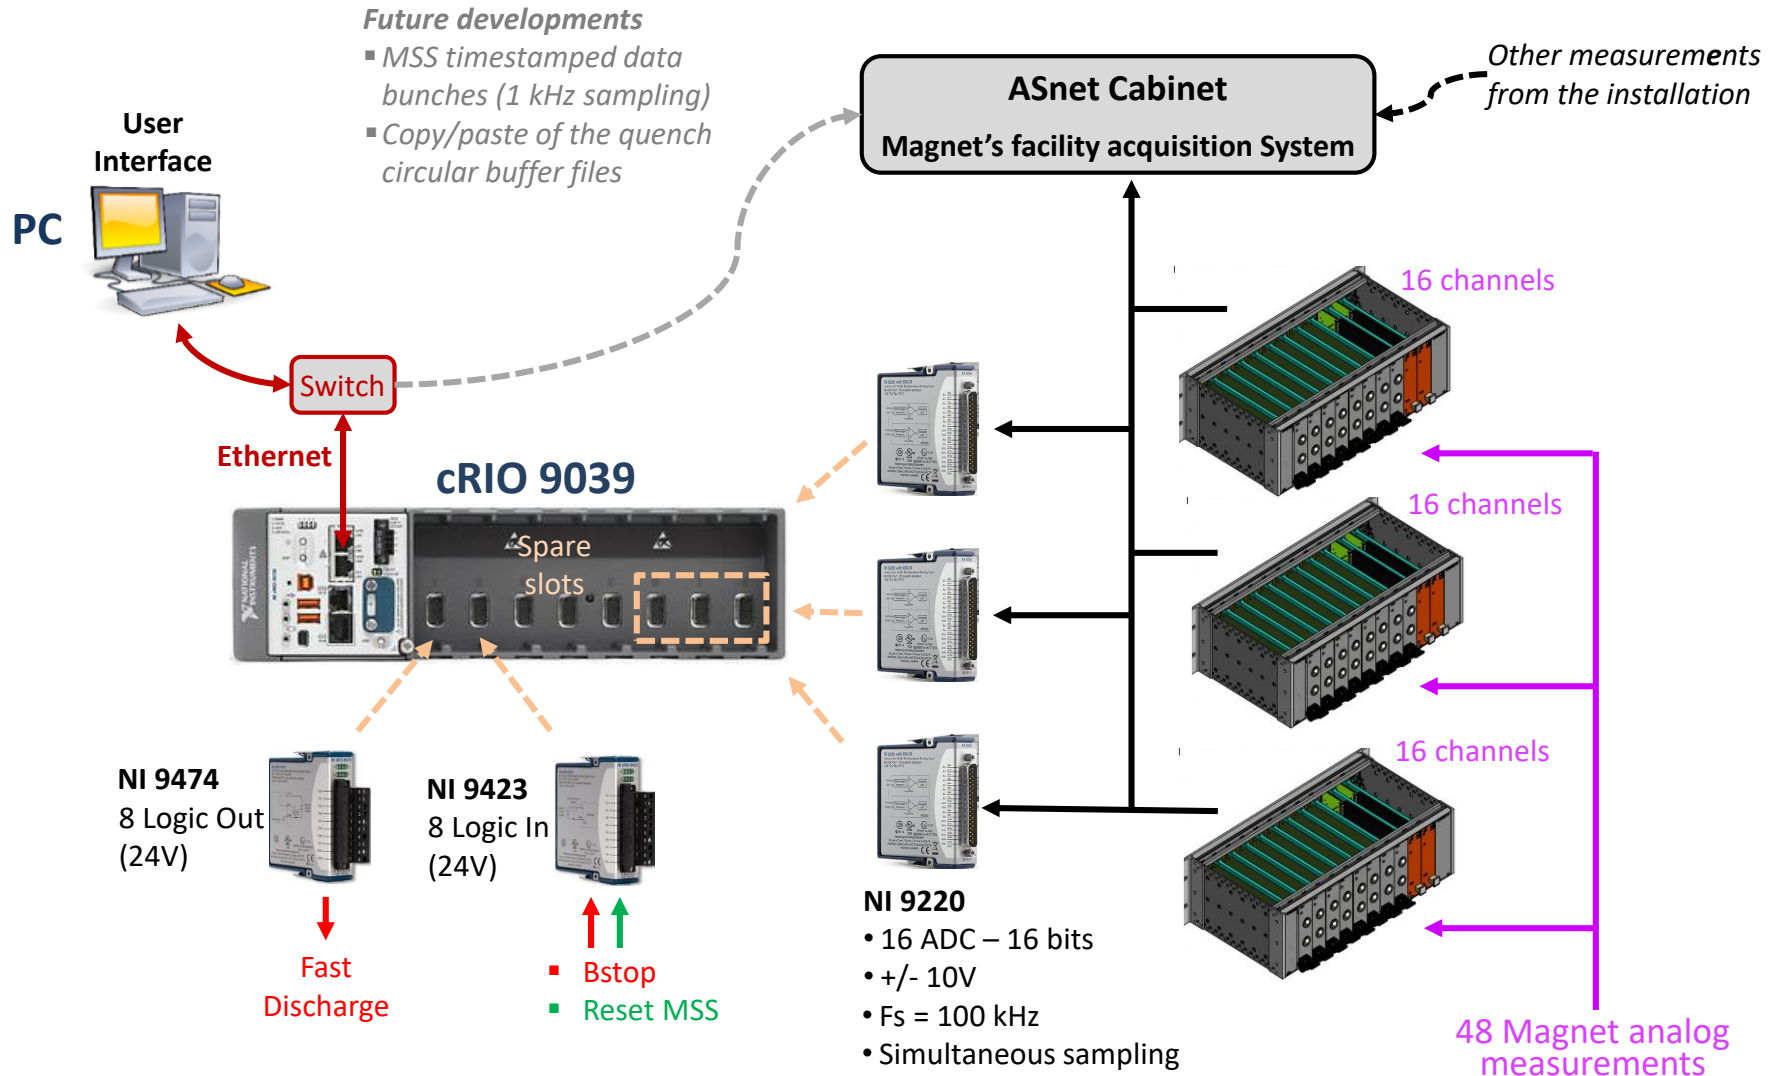 Future developments
▪ MSS timestamped data
bunches (1 kHz sampling)
▪ Copy/paste of the quench
circular buffer files
ASnet Cabinet
Magnet's facility acquisition System
Other measurements
from the installation
User
Interface
PC
Switch
Ethernet
cRIO 9039
NATIONAL
INSTRUMENTS
Spare
slots
16 channels
16 channels
16 channels
NI 9474
8 Logic Out
(24V)
Fast
Discharge
NI 9423
8 Logic In
(24V)
▪ Bstop
▪ Reset MSS
NI 9220
• 16 ADC – 16 bits
• +/- 10V
• Fs = 100 kHz
• Simultaneous sampling
48 Magnet analog
measurements